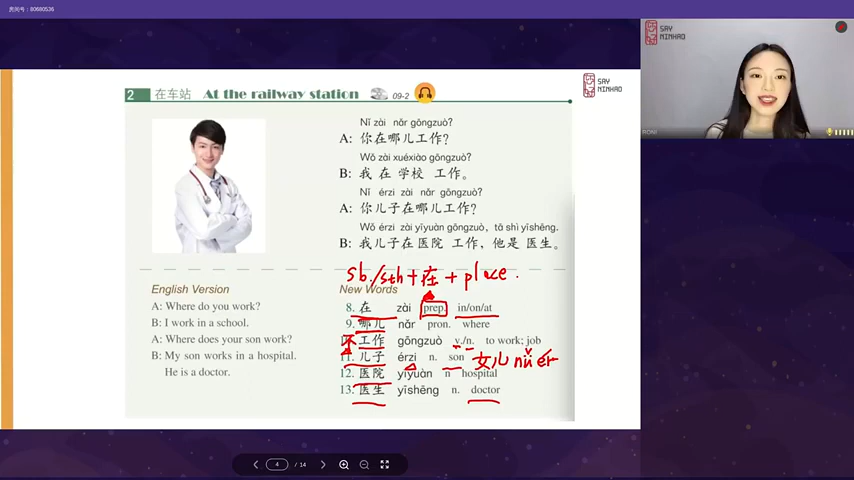 房间号：80680536
SAY
NINHAO
2 在车站 At the railway station 09-2
SAY
NINHAO
Nǐ zài nǎr gōngzuò?
A: 你在哪儿工作？
Wǒ zài xuéxiào gōngzuò?
B: 我 在 学校 工作。
Nǐ érzi zài nǎr gōngzuò?
A: 你儿子在哪儿工作？
Wǒ érzi zài yīyuàn gōngzuò, tā shì yīshēng.
B: 我儿子在医院 工作，他是 医生。
sb./sth + 在 + place.
English Version
A: Where do you work?
B: I work in a school.
A: Where does your son work?
B: My son works in a hospital.
He is a doctor.
New Words
8. 在 zài prep. in/on/at
9. 哪儿 nǎr pron. where
10. 工作 gōngzuò v./n. to work; job
11. 儿子 érzi n. son 女儿 nǚ ér
12. 医院 yīyuàn n hospital
13. 医生 yīshēng n. doctor
4 / 14